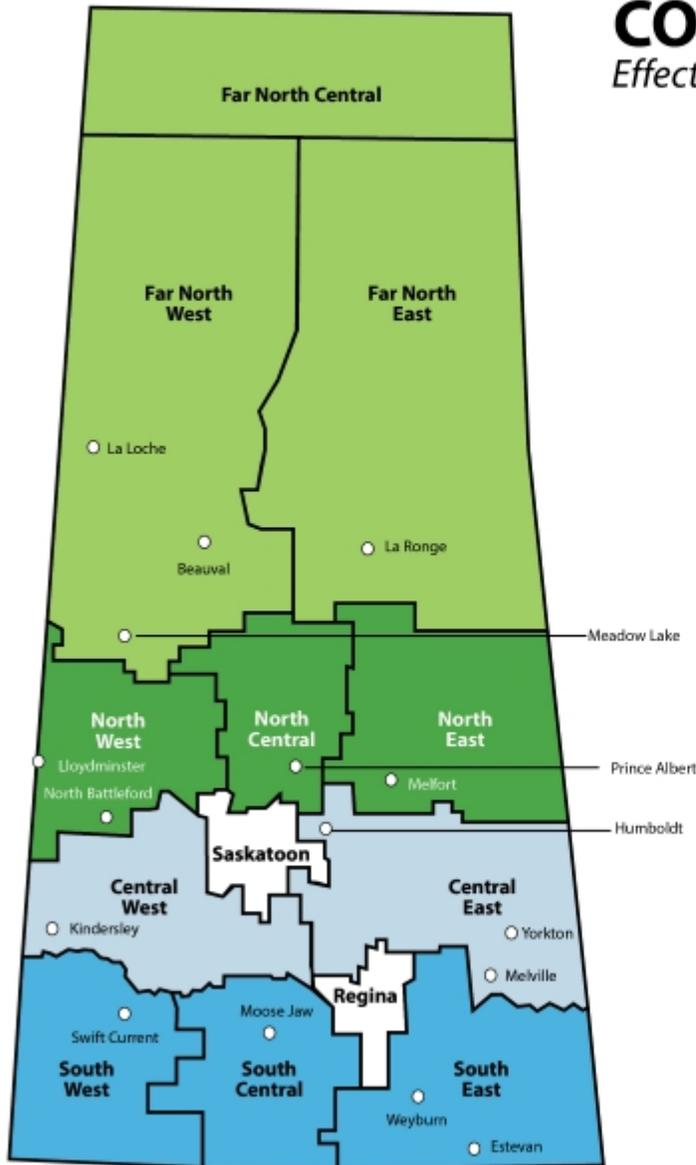 CO
Effect
Far North Central
Far North
West
Far North
East
La Loche
Beauval
La Ronge
Meadow Lake
North
West
North
Central
North
East
Lloydminster
Prince Albert
North Battleford
Melfort
Humboldt
Saskatoon
Central
West
Central
East
Kindersley
Yorkton
Melville
Regina
Moose Jaw
Swift Current
South
West
South
Central
South
East
Weyburn
Estevan